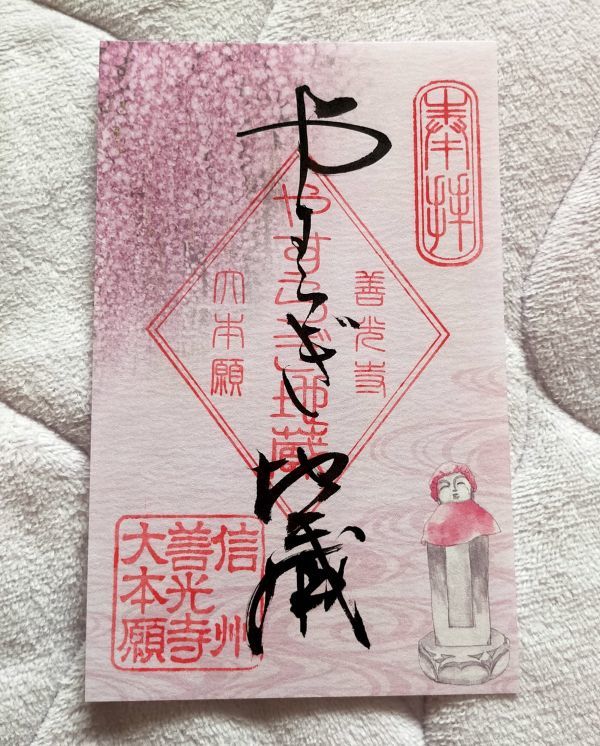 奉拝
やすらぎ地蔵
善光寺
やすらぎ地蔵
大本願
信州
善光寺
大本願